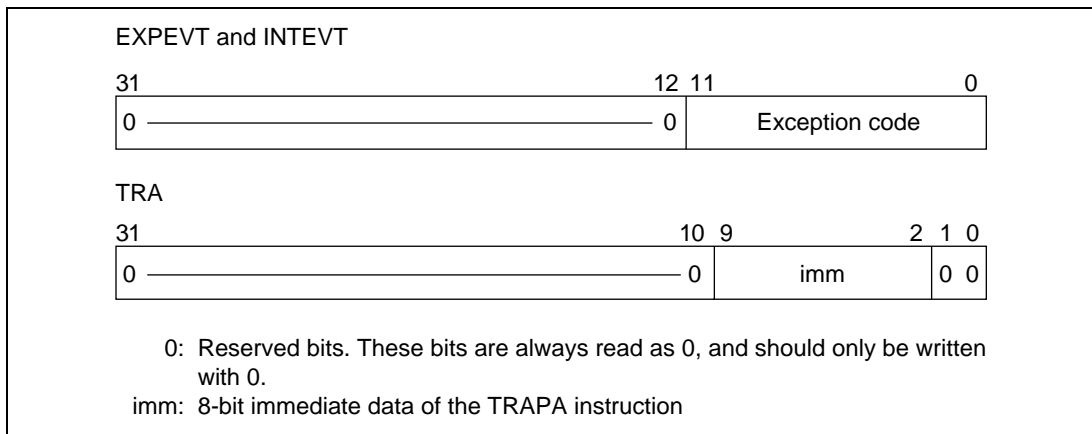 EXPEVT and INTEVT
31 12 11 0
0 0 Exception code
TRA
31 10 9 2 1 0
0 0 imm 0 0
0: Reserved bits. These bits are always read as 0, and should only be written
with 0.
imm: 8-bit immediate data of the TRAPA instruction